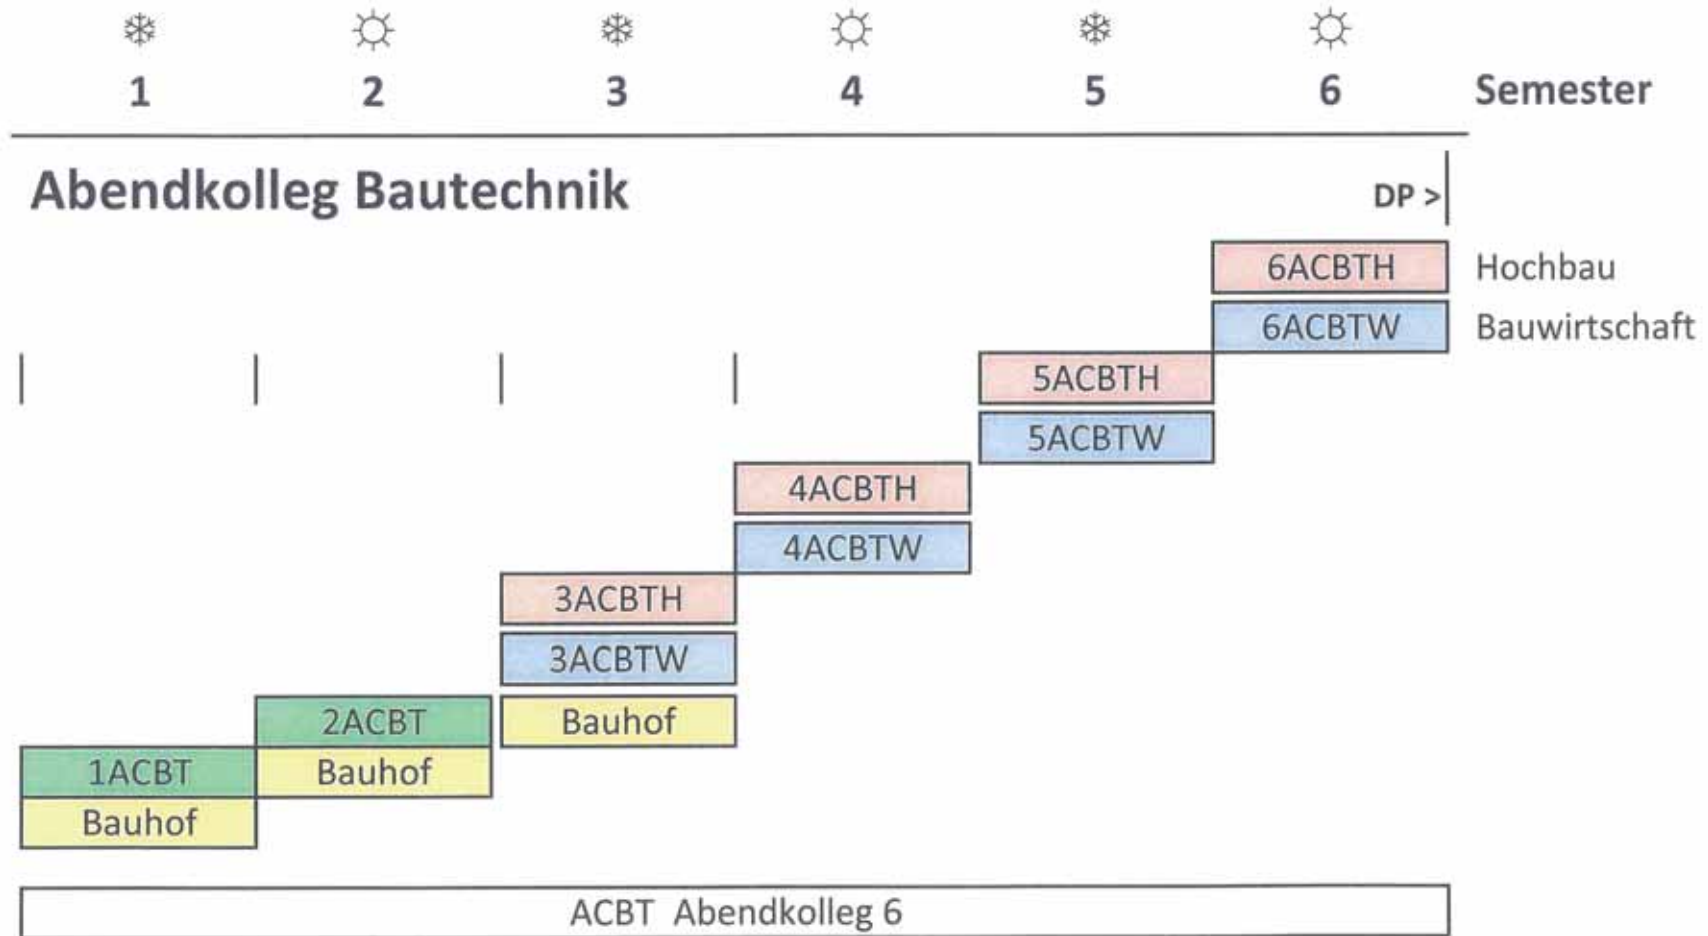 1 2 3 4 5 6 Semester
Abendkolleg Bautechnik
DP >
6ACBTH Hochbau
6ACBTW Bauwirtschaft
5ACBTH
5ACBTW
4ACBTH
4ACBTW
3ACBTH
3ACBTW
2ACBT Bauhof
1ACBT Bauhof
Bauhof
ACBT Abendkolleg 6